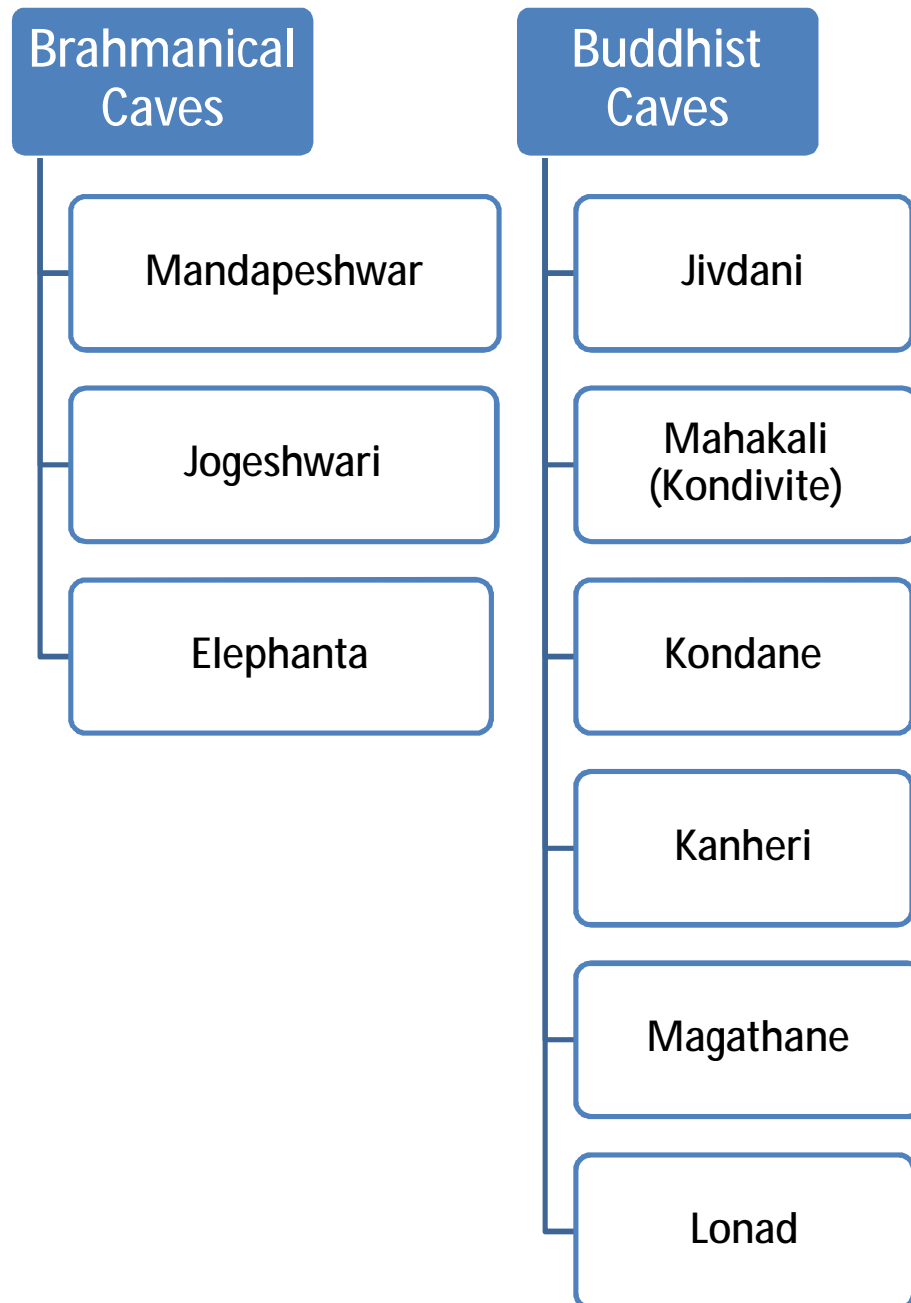 Brahmanical
Caves
Mandapeshwar
Jogeshwari
Elephanta
Buddhist
Caves
Jivdani
Mahakali
(Kondivite)
Kondane
Kanheri
Magathane
Lonad